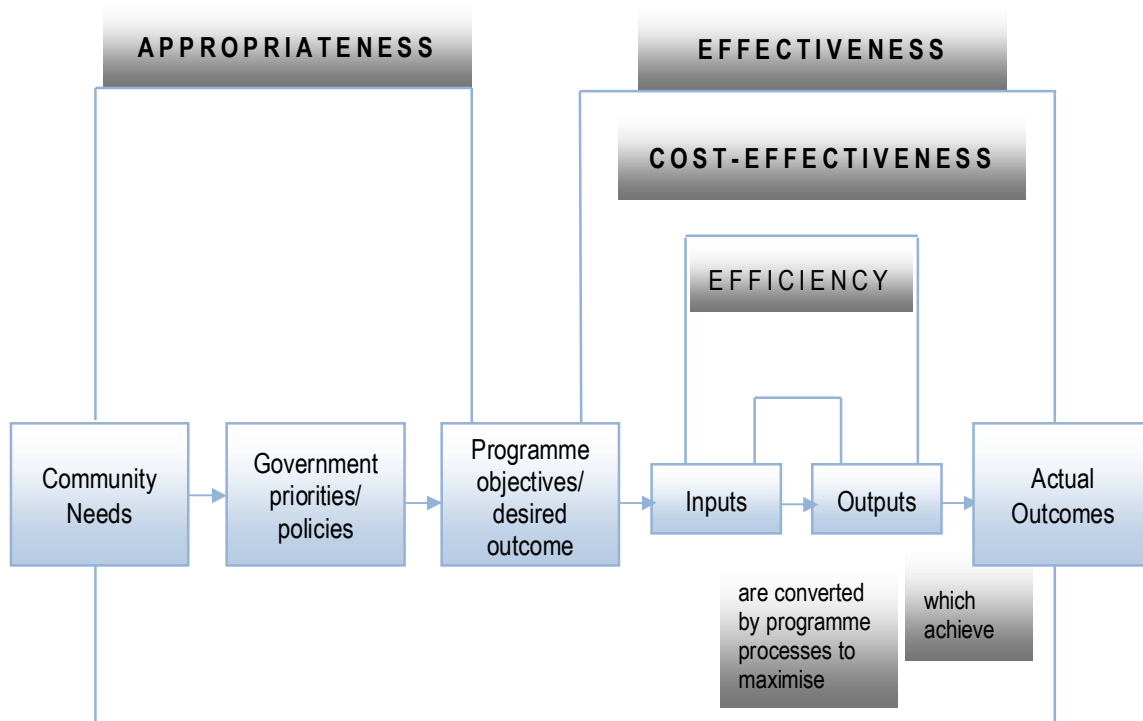 APPROPRIATENESS
EFFECTIVENESS
COST-EFFECTIVENESS
EFFICIENCY
Community
Needs
Government
priorities/
policies
Programme
objectives/
desired
outcome
Inputs
Outputs
Actual
Outcomes
are converted
by programme
processes to
maximise
which
achieve